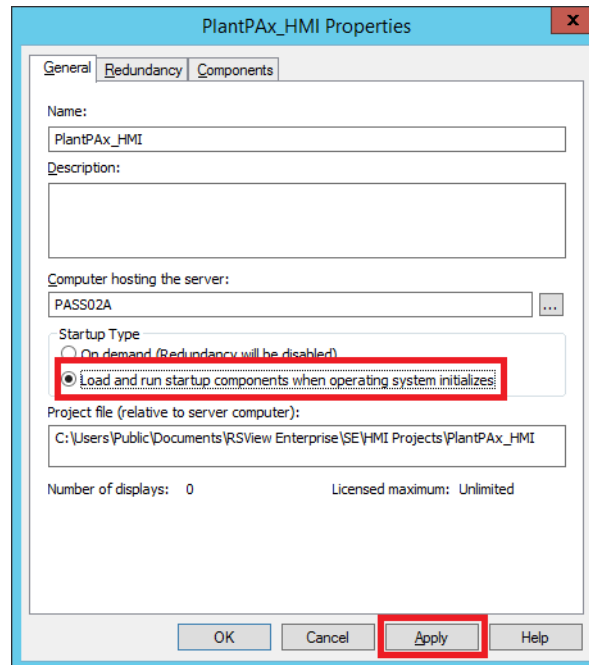 PlantPAx_HMI Properties
x
General Redundancy Components
Name:
PlantPAx_HMI
Description:
Computer hosting the server:
PASS02A ...
Startup Type
On demand (Redundancy will be disabled)
Load and run startup components when operating system initializes
Project file (relative to server computer):
C:\Users\Public\Documents\RSView Enterprise\SE\HMI Projects\PlantPAx_HMI
Number of displays: 0 Licensed maximum: Unlimited
OK Cancel Apply Help